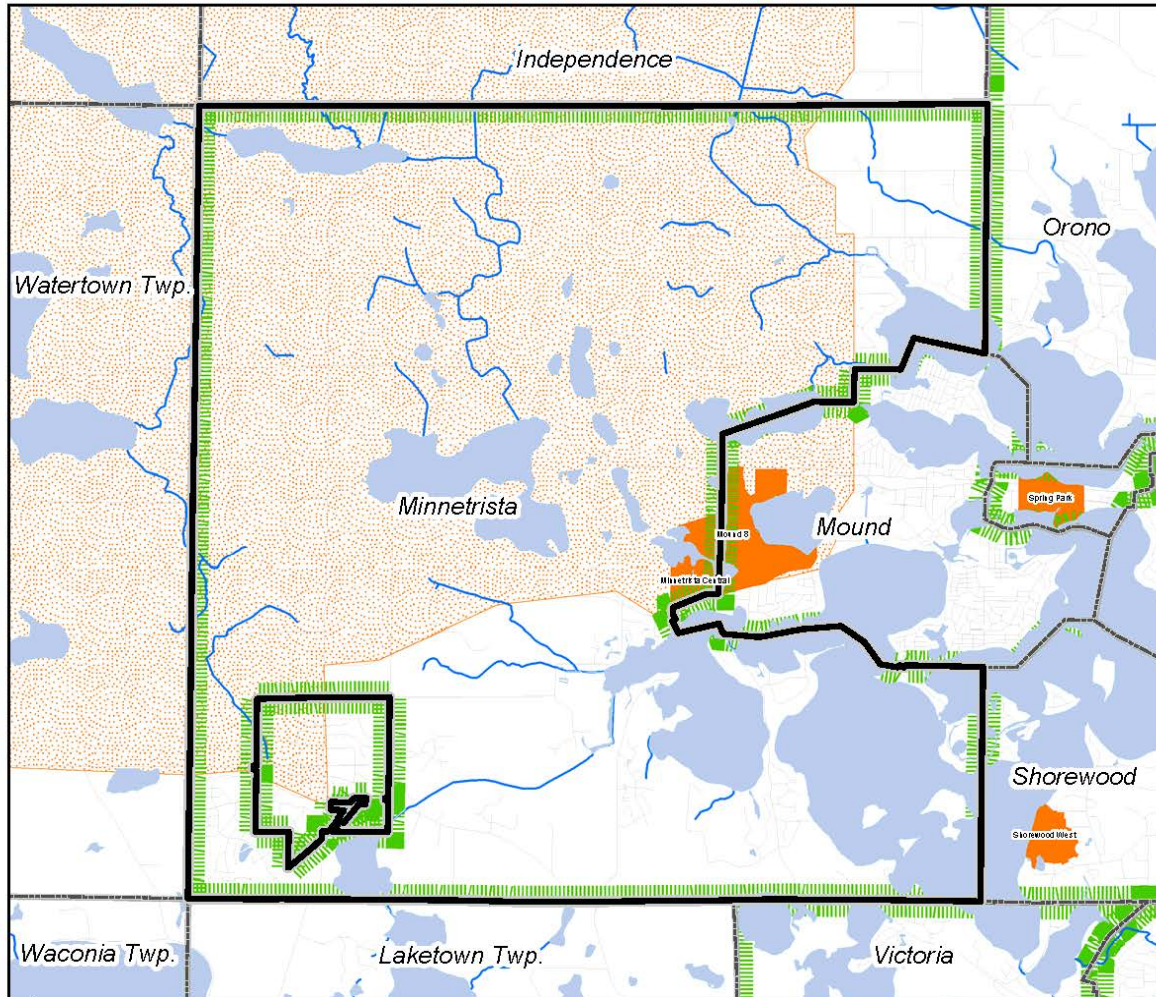 Independence
Orono
Watertown Twp.
Minnetrista
Spring Park
Mound
Mound 8
Minnetrista Central
Shorewood
Shorewood West
Waconia Twp.
Laketown Twp.
Victoria